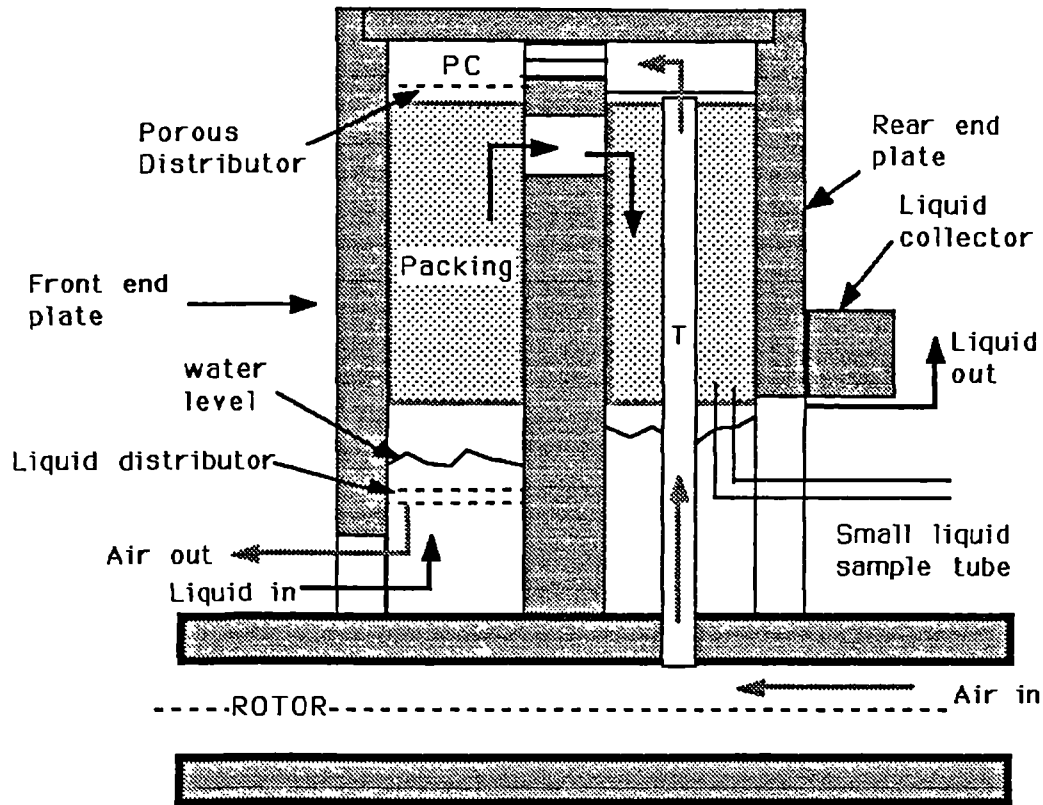 PC
Porous
Distributor
Rear end
plate
Liquid
collector
Packing
Front end
plate
T
Liquid
out
water
level
Liquid distributor
Air out
Liquid in
Small liquid
sample tube
Air in
ROTOR